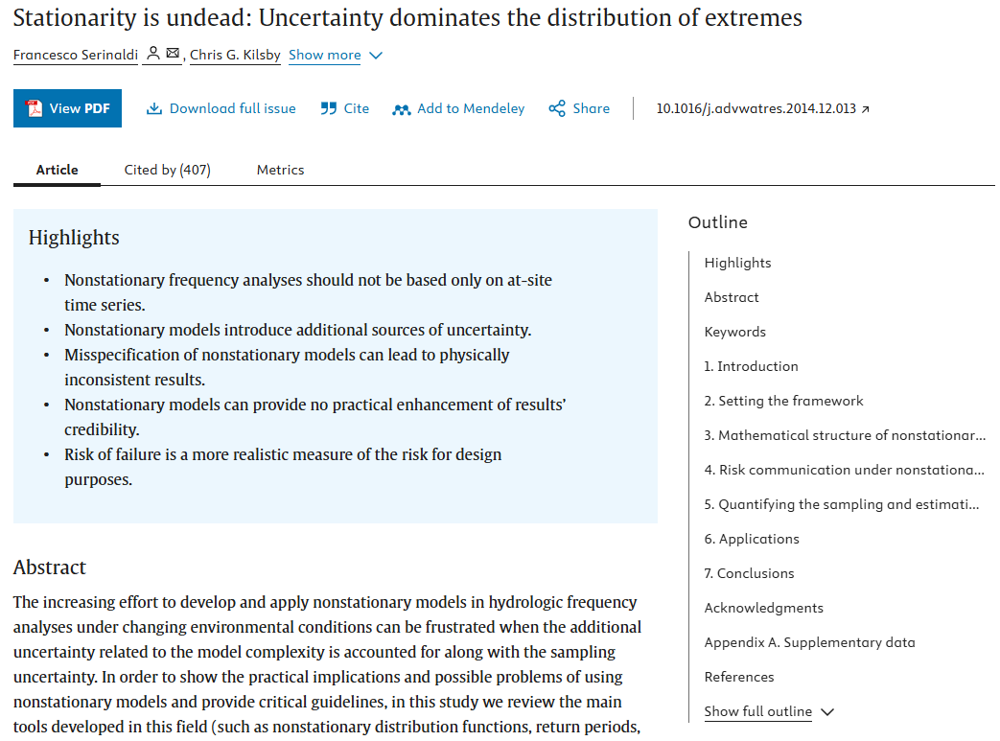 Stationarity is undead: Uncertainty dominates the distribution of extremes
Francesco Serinaldi , Chris G. Kilsby Show more
View PDF Download full issue Cite Add to Mendeley Share 10.1016/j.advwatres.2014.12.013 ↗
Article Cited by (407) Metrics
Highlights
• Nonstationary frequency analyses should not be based only on at-site
time series.
• Nonstationary models introduce additional sources of uncertainty.
• Misspecification of nonstationary models can lead to physically
inconsistent results.
• Nonstationary models can provide no practical enhancement of results’
credibility.
• Risk of failure is a more realistic measure of the risk for design
purposes.
Abstract
The increasing effort to develop and apply nonstationary models in hydrologic frequency
analyses under changing environmental conditions can be frustrated when the additional
uncertainty related to the model complexity is accounted for along with the sampling
uncertainty. In order to show the practical implications and possible problems of using
nonstationary models and provide critical guidelines, in this study we review the main
tools developed in this field (such as nonstationary distribution functions, return periods,
Outline
Highlights
Abstract
Keywords
1. Introduction
2. Setting the framework
3. Mathematical structure of nonstationar...
4. Risk communication under nonstationa...
5. Quantifying the sampling and estimati...
6. Applications
7. Conclusions
Acknowledgments
Appendix A. Supplementary data
References
Show full outline